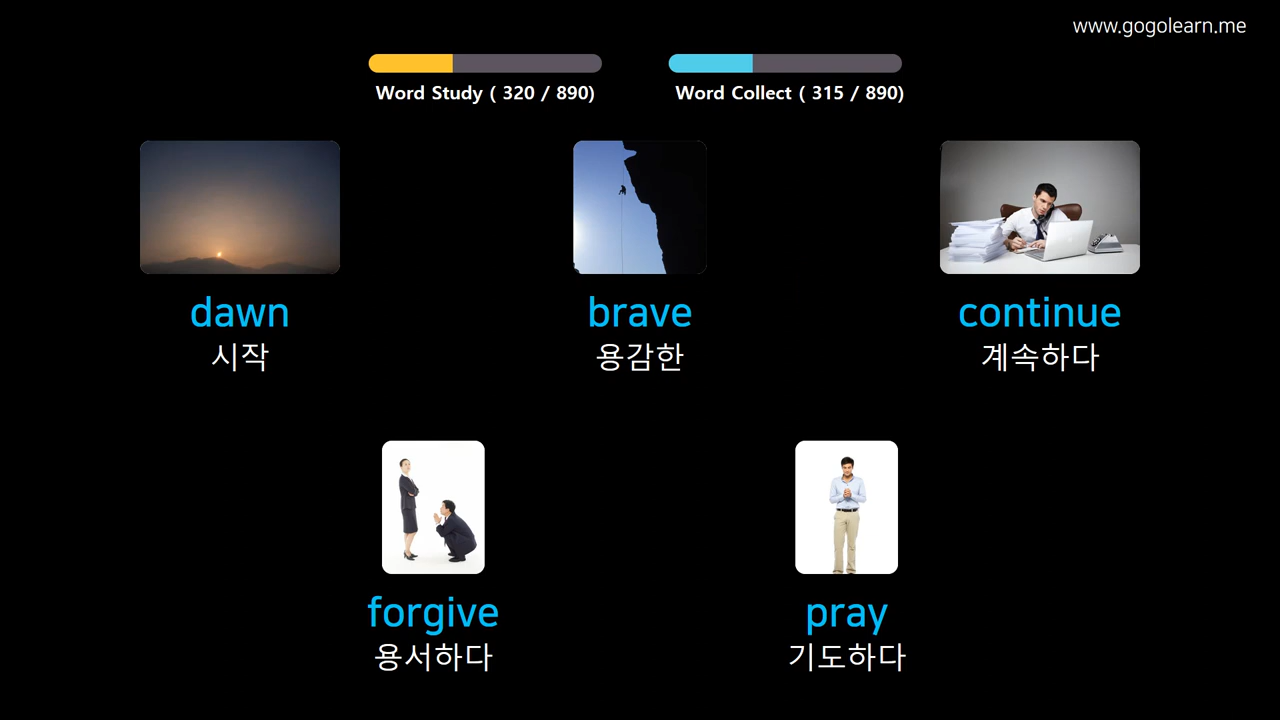 www.gogolearn.me
Word Study ( 320 / 890)
Word Collect ( 315 / 890)
dawn
시작
brave
용감한
continue
계속하다
forgive
용서하다
pray
기도하다